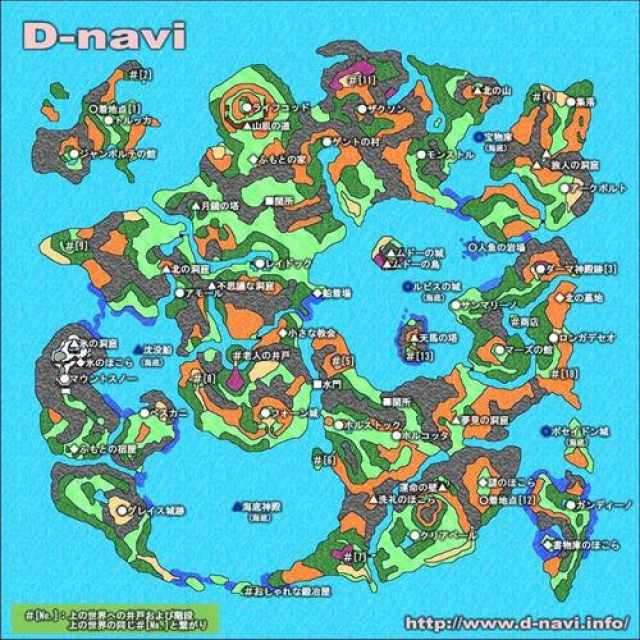 D-navi
#[2]
○着地点[1]
トルッカ
ジャンポルテの館
ライフコッド
▲山肌の道
#[11]
ザクソン
▲北の山
#[4]
集落
宝物庫
(海底)
ゲントの村
モンストル
ふもとの家
▲旅人の洞窟
アークボルト
▲月鏡の塔
■関所
#[9]
▲ムドーの城
▲ムドーの島
○人魚の岩場
▲北の洞窟
レイドック
ダーマ神殿跡[3]
▲不思議な洞窟
アモール
船着場
ルビスの城
(海底)
サンマリーノ
北の墓地
#商店
小さな教会
▲天馬の塔
#[13]
ロンガデセオ
▲氷の洞窟
沈没船
(海底)
氷のほこら
#老人の井戸
#[5]
マーズの館
マウントスノー
#[8]
■水門
#[10]
ペスカニ
フォーン城
■関所
ホルストック
ホルコッタ
▲夢見の洞窟
ポセイドン城
(海底)
ふもとの宿屋
#[6]
運命の壁▲
謎のほこら
▲洗礼のほこら
○着地点[12]
グレイス城跡
海底神殿
(海底)
ガンディーノ
クリアベール
書物庫のほこら
#[7]
#おしゃれな鍛冶屋
#[No.]：上の世界への井戸および階段
上の世界の同じ#[No.]と繋がり
http://www.d-navi.info/